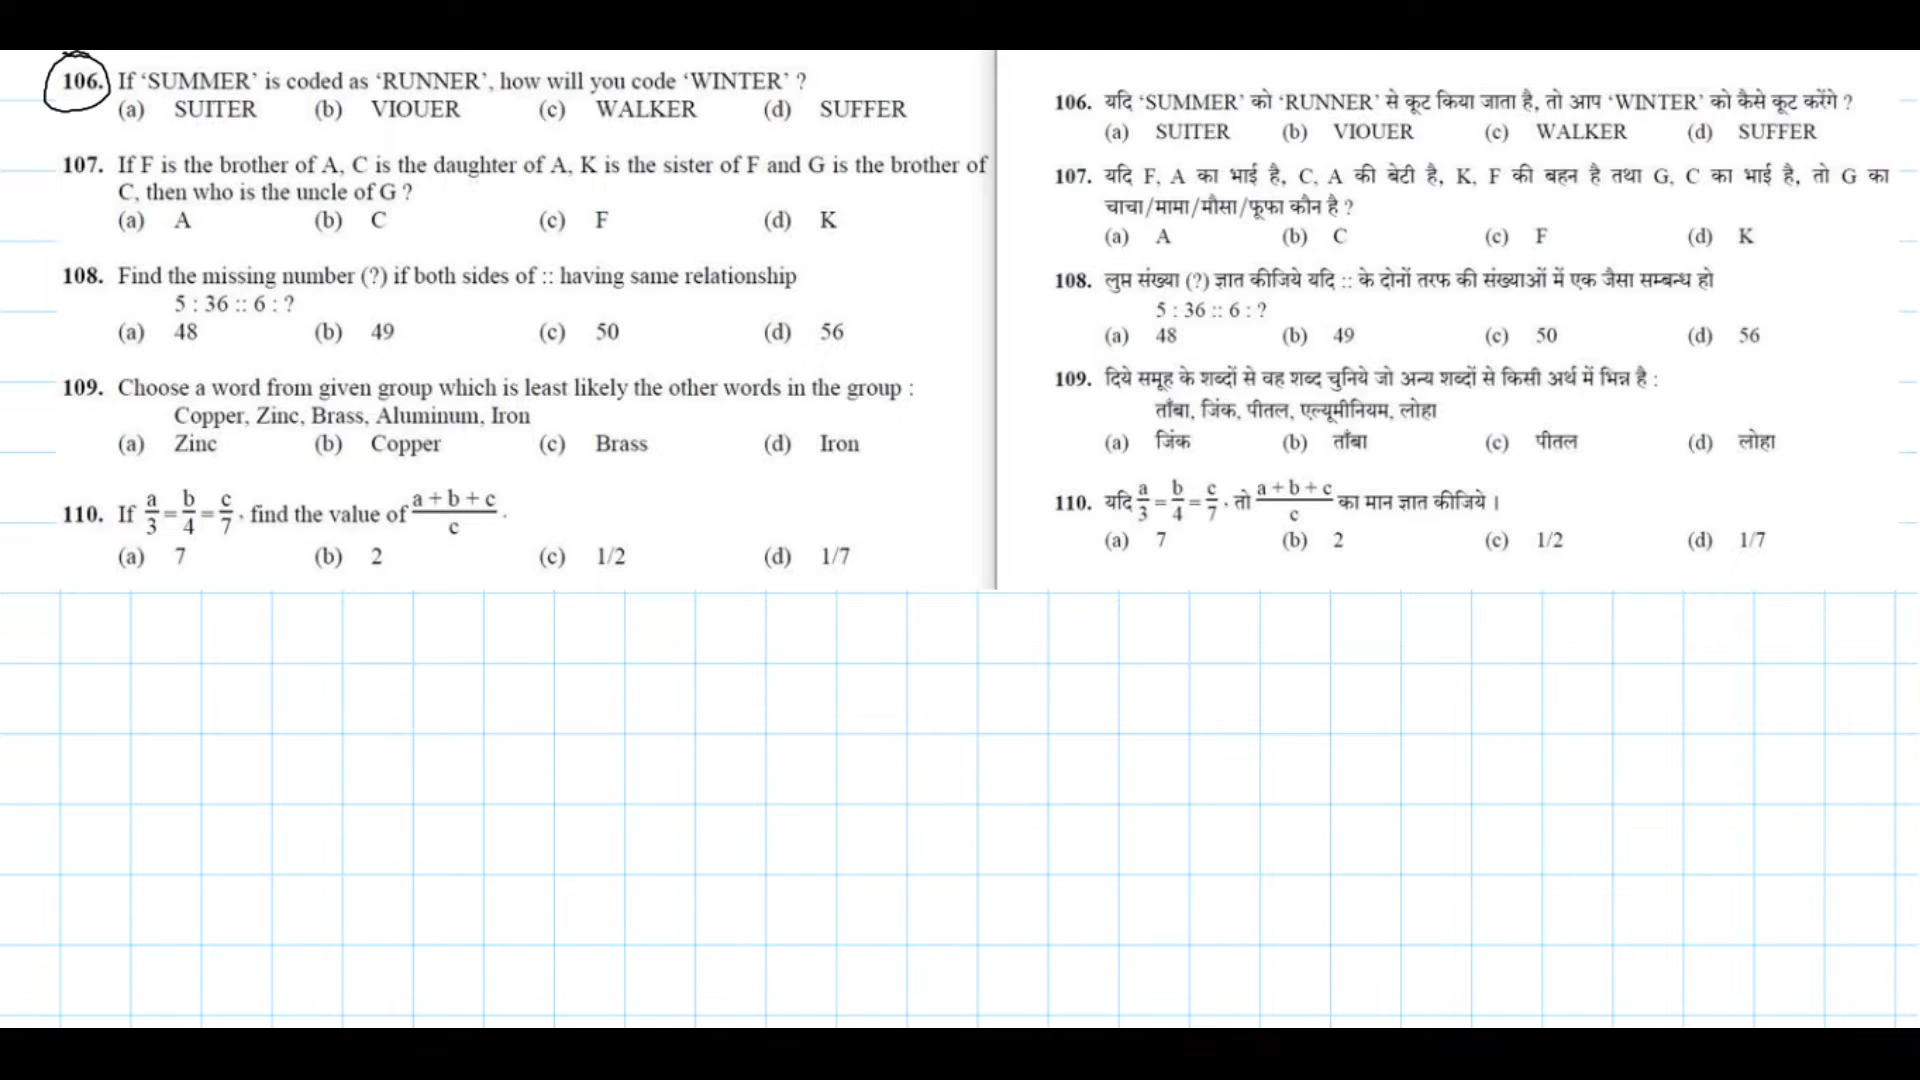 106. If ‘SUMMER’ is coded as ‘RUNNER’, how will you code ‘WINTER’ ?
(a) SUITER (b) VIOUER (c) WALKER (d) SUFFER
107. If F is the brother of A, C is the daughter of A, K is the sister of F and G is the brother of
C, then who is the uncle of G ?
(a) A (b) C (c) F (d) K
108. Find the missing number (?) if both sides of :: having same relationship
5 : 36 :: 6 : ?
(a) 48 (b) 49 (c) 50 (d) 56
109. Choose a word from given group which is least likely the other words in the group :
Copper, Zinc, Brass, Aluminum, Iron
(a) Zinc (b) Copper (c) Brass (d) Iron
110. If a/3 = b/4 = c/7, find the value of (a + b + c)/c .
(a) 7 (b) 2 (c) 1/2 (d) 1/7
106. यदि ‘SUMMER’ को ‘RUNNER’ से कूट किया जाता है, तो आप ‘WINTER’ को कैसे कूट करेंगे ?
(a) SUITER (b) VIOUER (c) WALKER (d) SUFFER
107. यदि F, A का भाई है, C, A की बेटी है, K, F की बहन है तथा G, C का भाई है, तो G का
चाचा/मामा/मौसा/फूफा कौन है ?
(a) A (b) C (c) F (d) K
108. लुप्त संख्या (?) ज्ञात कीजिये यदि :: के दोनों तरफ की संख्याओं में एक जैसा सम्बन्ध हो
5 : 36 :: 6 : ?
(a) 48 (b) 49 (c) 50 (d) 56
109. दिये समूह के शब्दों से वह शब्द चुनिये जो अन्य शब्दों से किसी अर्थ में भिन्न है :
ताँबा, जिंक, पीतल, एल्यूमीनियम, लोहा
(a) जिंक (b) ताँबा (c) पीतल (d) लोहा
110. यदि a/3 = b/4 = c/7, तो (a + b + c)/c का मान ज्ञात कीजिये ।
(a) 7 (b) 2 (c) 1/2 (d) 1/7